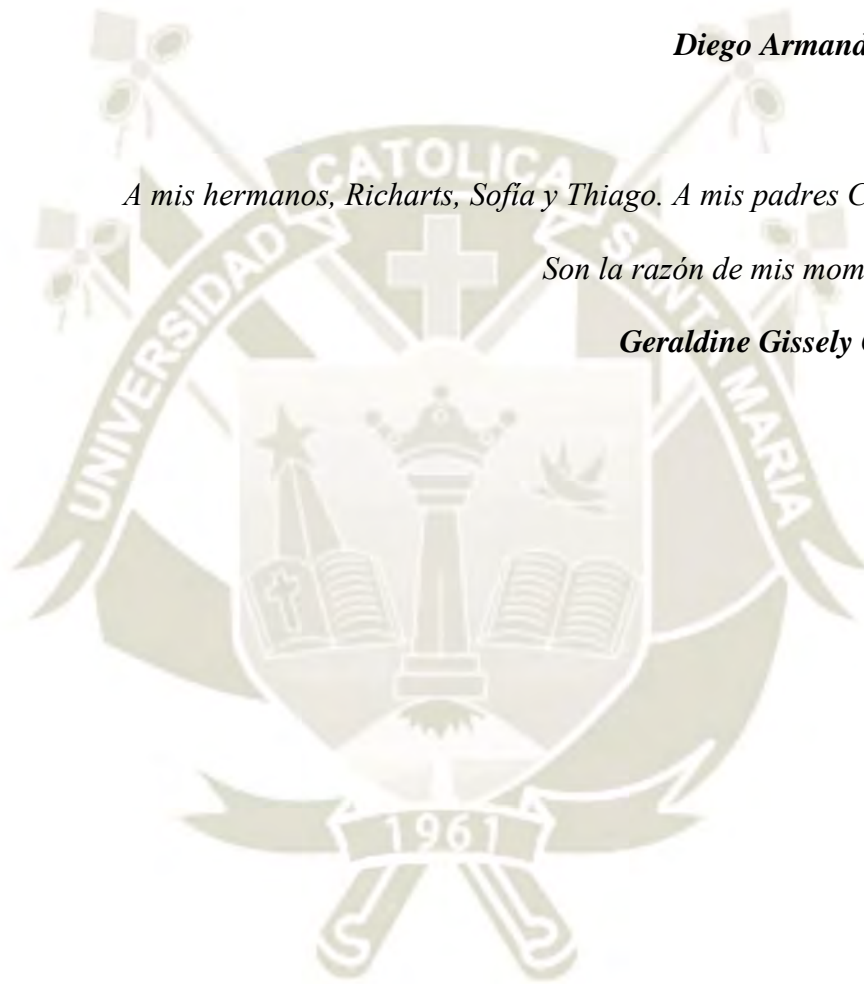 Diego Armand
A mis hermanos, Richarts, Sofía y Thiago. A mis padres C
Son la razón de mis mom
Geraldine Gissely
UNIVERSIDAD CATOLICA SANTA MARIA
1961